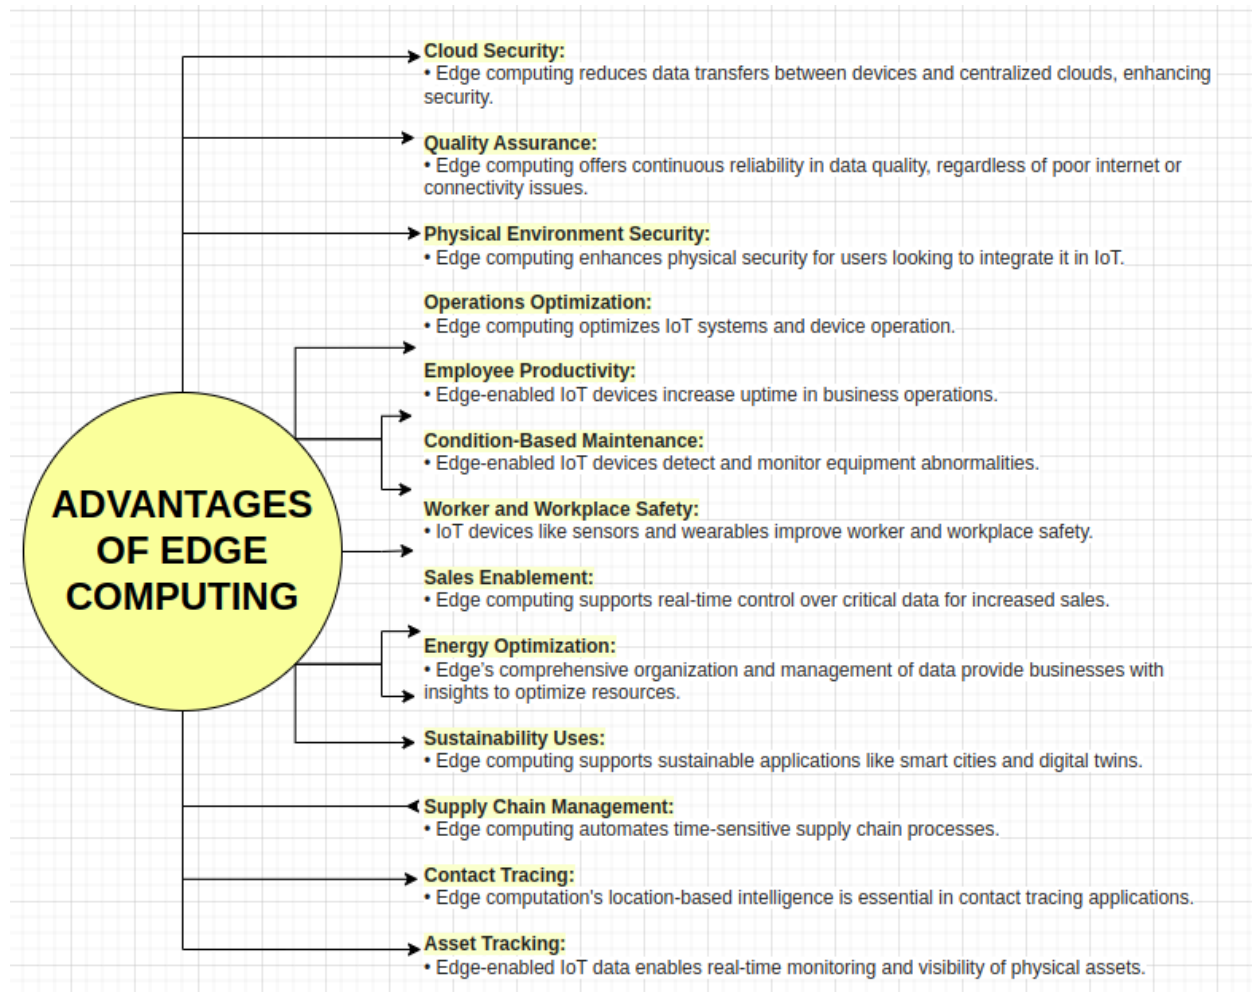 Cloud Security:
• Edge computing reduces data transfers between devices and centralized clouds, enhancing
security.
Quality Assurance:
• Edge computing offers continuous reliability in data quality, regardless of poor internet or
connectivity issues.
Physical Environment Security:
• Edge computing enhances physical security for users looking to integrate it in IoT.
Operations Optimization:
• Edge computing optimizes IoT systems and device operation.
Employee Productivity:
• Edge-enabled IoT devices increase uptime in business operations.
Condition-Based Maintenance:
• Edge-enabled IoT devices detect and monitor equipment abnormalities.
Worker and Workplace Safety:
• IoT devices like sensors and wearables improve worker and workplace safety.
Sales Enablement:
• Edge computing supports real-time control over critical data for increased sales.
Energy Optimization:
• Edge’s comprehensive organization and management of data provide businesses with
insights to optimize resources.
Sustainability Uses:
• Edge computing supports sustainable applications like smart cities and digital twins.
Supply Chain Management:
• Edge computing automates time-sensitive supply chain processes.
Contact Tracing:
• Edge computation's location-based intelligence is essential in contact tracing applications.
Asset Tracking:
• Edge-enabled IoT data enables real-time monitoring and visibility of physical assets.
ADVANTAGES
OF EDGE
COMPUTING